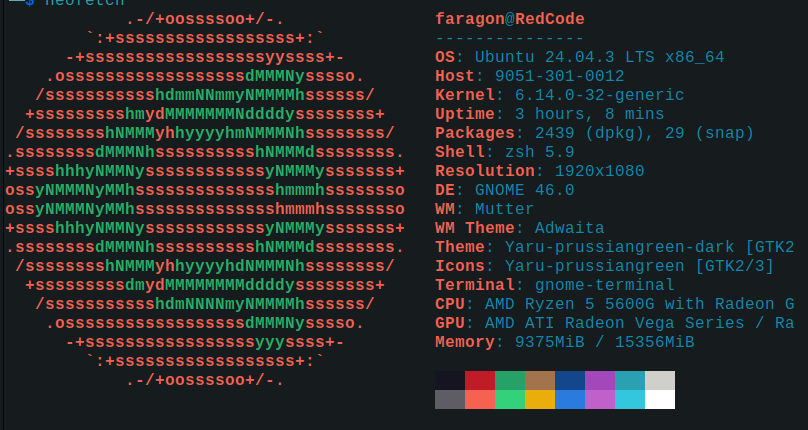 $ neofetch
.-/+oossssoo+/-. faragon@RedCode
`:+ssssssssssssssssss+:` ---------------
-+ssssssssssssssssssyyssss+- OS: Ubuntu 24.04.3 LTS x86_64
.osssssssssssssssssssdMMMNysssso. Host: 9051-301-0012
/sssssssssssshdmmNNmmyNMMMMhssssss/ Kernel: 6.14.0-32-generic
+ssssssssshmydMMMMMMMNddddyssssssss+ Uptime: 3 hours, 8 mins
/sssssssshNMMMyhhyyyyhmNMMMNhssssssss/ Packages: 2439 (dpkg), 29 (snap)
.ssssssssdMMMNhsssssssssshNMMMdssssssss. Shell: zsh 5.9
+sssshhhyNMMNyssssssssssssyNMMMysssssss+ Resolution: 1920x1080
ossyNMMMNyMMhsssssssssssssshmmmhssssssso DE: GNOME 46.0
ossyNMMMNyMMhsssssssssssssshmmmhssssssso WM: Mutter
+sssshhhyNMMNyssssssssssssyNMMMysssssss+ WM Theme: Adwaita
.ssssssssdMMMNhsssssssssshNMMMdssssssss. Theme: Yaru-prussiangreen-dark [GTK2
/sssssssshNMMMyhhyyyyhdNMMMNhssssssss/ Icons: Yaru-prussiangreen [GTK2/3]
+sssssssssdmydMMMMMMMMddddyssssssss+ Terminal: gnome-terminal
/ssssssssssshdmNNNNmyNMMMMhssssss/ CPU: AMD Ryzen 5 5600G with Radeon G
.ossssssssssssssssssdMMMNysssso. GPU: AMD ATI Radeon Vega Series / Ra
-+sssssssssssssssssyyyssss+- Memory: 9375MiB / 15356MiB
`:+ssssssssssssssssss+:`
.-/+oossssoo+/-.